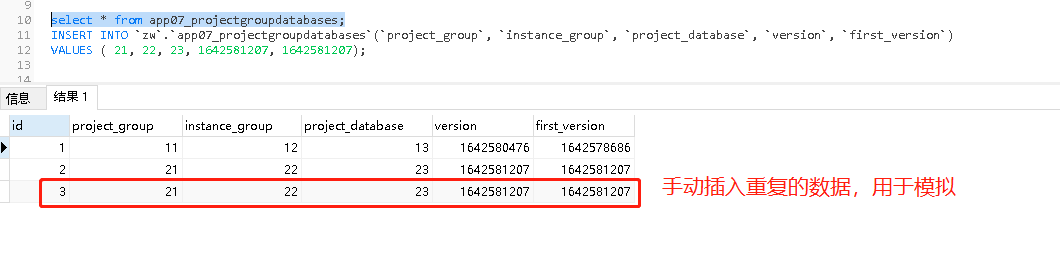 9
10 select * from app07_projectgroupdatabases;
11 INSERT INTO `zw`.`app07_projectgroupdatabases`(`project_group`, `instance_group`, `project_database`, `version`, `first_version`)
12 VALUES ( 21, 22, 23, 1642581207, 1642581207);
13
14
信息 结果 1
id project_group instance_group project_database version first_version
1 11 12 13 1642580476 1642578686
2 21 22 23 1642581207 1642581207
3 21 22 23 1642581207 1642581207
手动插入重复的数据，用于模拟